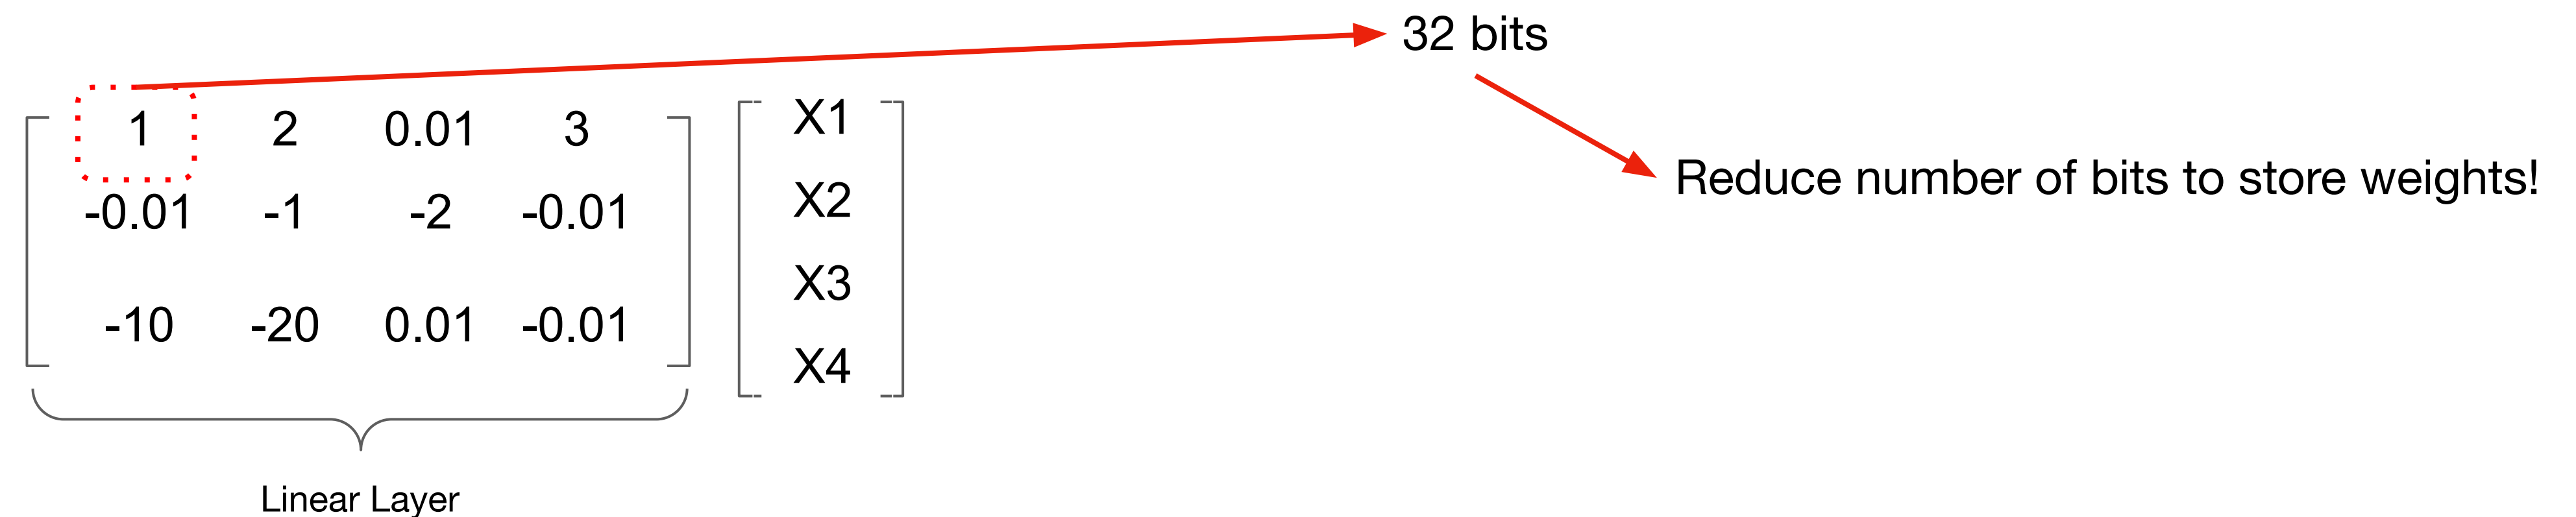 32 bits
Reduce number of bits to store weights!
1 2 0.01 3
-0.01 -1 -2 -0.01
-10 -20 0.01 -0.01
X1
X2
X3
X4
Linear Layer